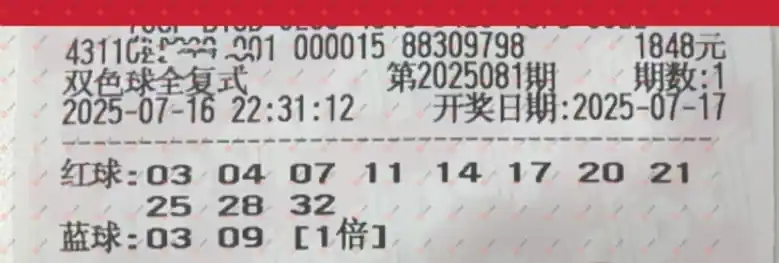 000015 88309798 1848元
双色球全复式 第2025081期 期数:1
2025-07-16 22:31:12 开奖日期:2025-07-17
红球:03 04 07 11 14 17 20 21
25 28 32
蓝球:03 09 [1倍]